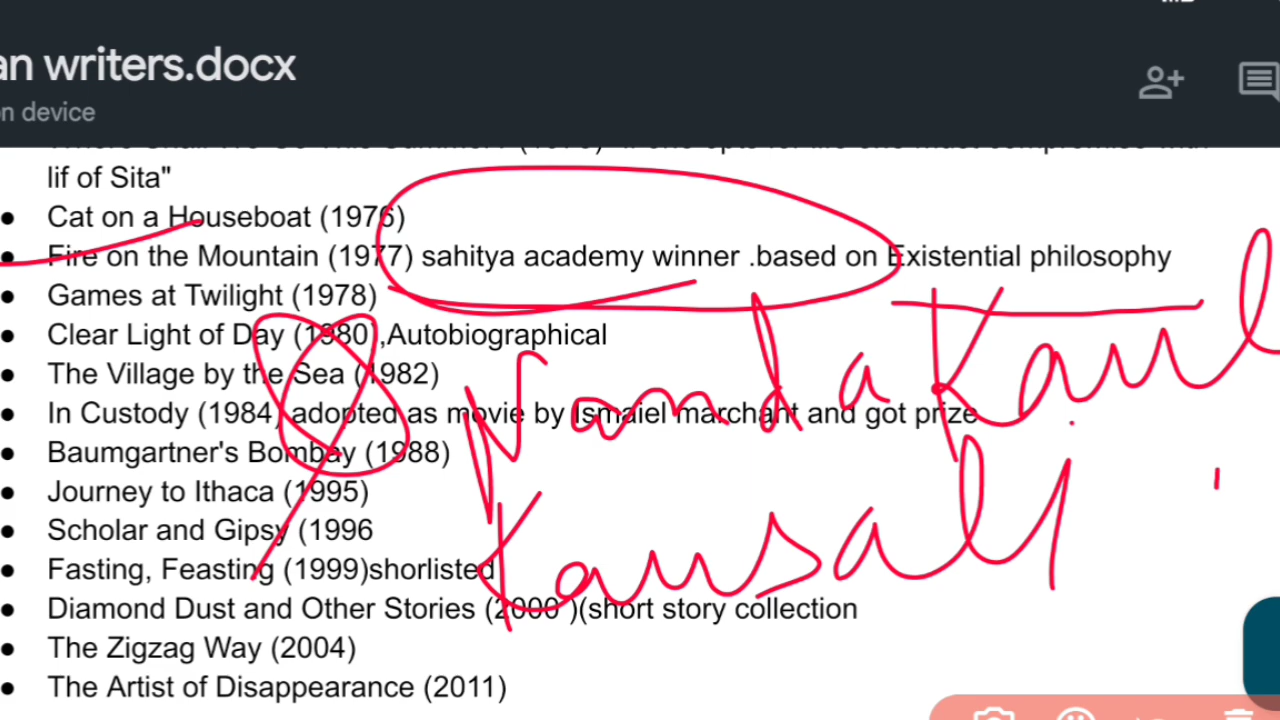 an writers.docx
n device
lif of Sita"
Cat on a Houseboat (1976)
Fire on the Mountain (1977) sahitya academy winner .based on Existential philosophy
Games at Twilight (1978)
Clear Light of Day (1980),Autobiographical
The Village by the Sea (1982)
In Custody (1984) adopted as movie by Ismaiel marchant and got prize
Baumgartner's Bombay (1988)
Journey to Ithaca (1995)
Scholar and Gipsy (1996
Fasting, Feasting (1999)shorlisted
Diamond Dust and Other Stories (2000 )(short story collection
The Zigzag Way (2004)
The Artist of Disappearance (2011)
Nanda Kaul